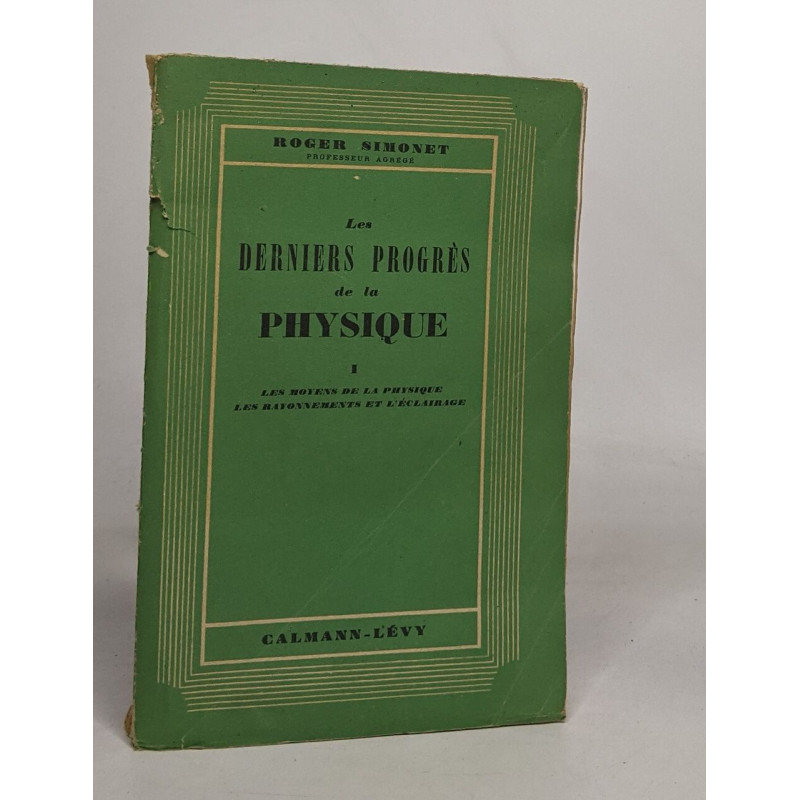 ROGER SIMONET
PROFESSEUR AGRÉGÉ
Les
DERNIERS PROGRÈS
de la
PHYSIQUE
I
LES MOYENS DE LA PHYSIQUE
LES RAYONNEMENTS ET L'ÉCLAIRAGE
CALMANN-LÉVY